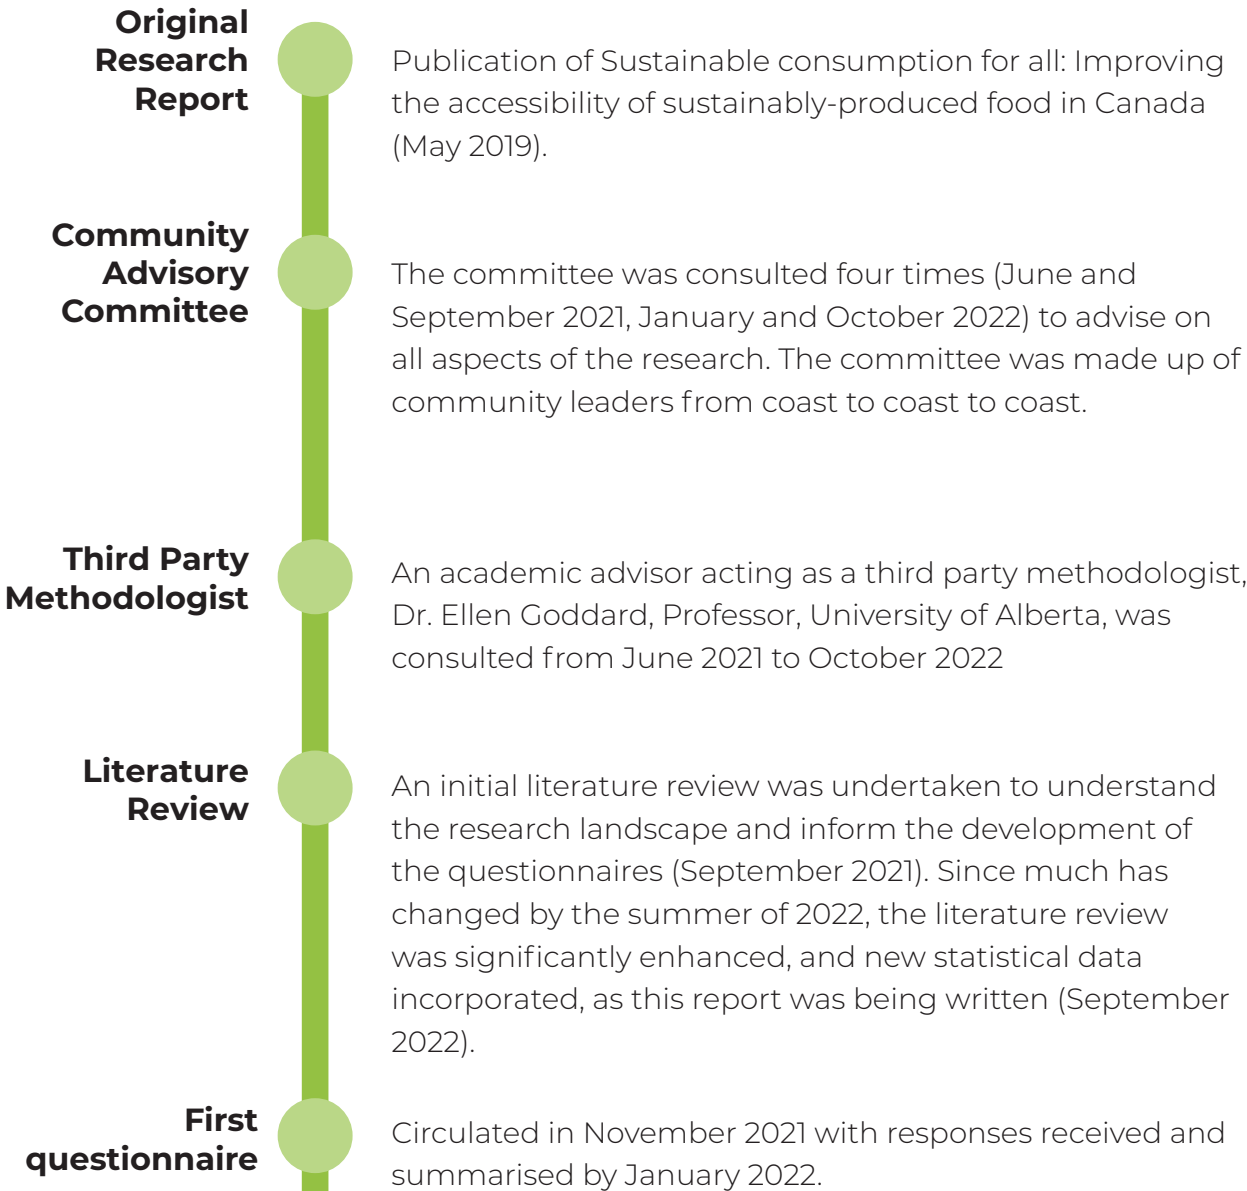 Original
Research
Report
Publication of Sustainable consumption for all: Improving
the accessibility of sustainably-produced food in Canada
(May 2019).
Community
Advisory
Committee
The committee was consulted four times (June and
September 2021, January and October 2022) to advise on
all aspects of the research. The committee was made up of
community leaders from coast to coast to coast.
Third Party
Methodologist
An academic advisor acting as a third party methodologist,
Dr. Ellen Goddard, Professor, University of Alberta, was
consulted from June 2021 to October 2022
Literature
Review
An initial literature review was undertaken to understand
the research landscape and inform the development of
the questionnaires (September 2021). Since much has
changed by the summer of 2022, the literature review
was significantly enhanced, and new statistical data
incorporated, as this report was being written (September
2022).
First
questionnaire
Circulated in November 2021 with responses received and
summarised by January 2022.